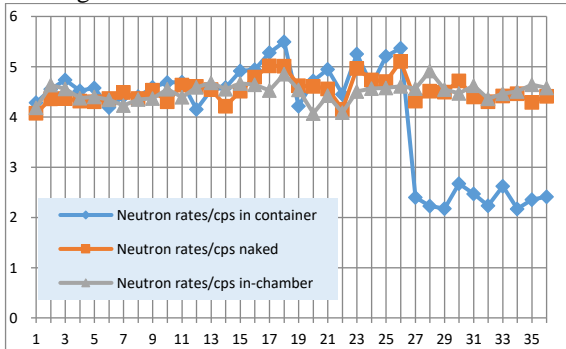 6
5
4
3
2
1
0
Neutron rates/cps in container
Neutron rates/cps naked
Neutron rates/cps in-chamber
1 3 5 7 9 11 13 15 17 19 21 23 25 27 29 31 33 35